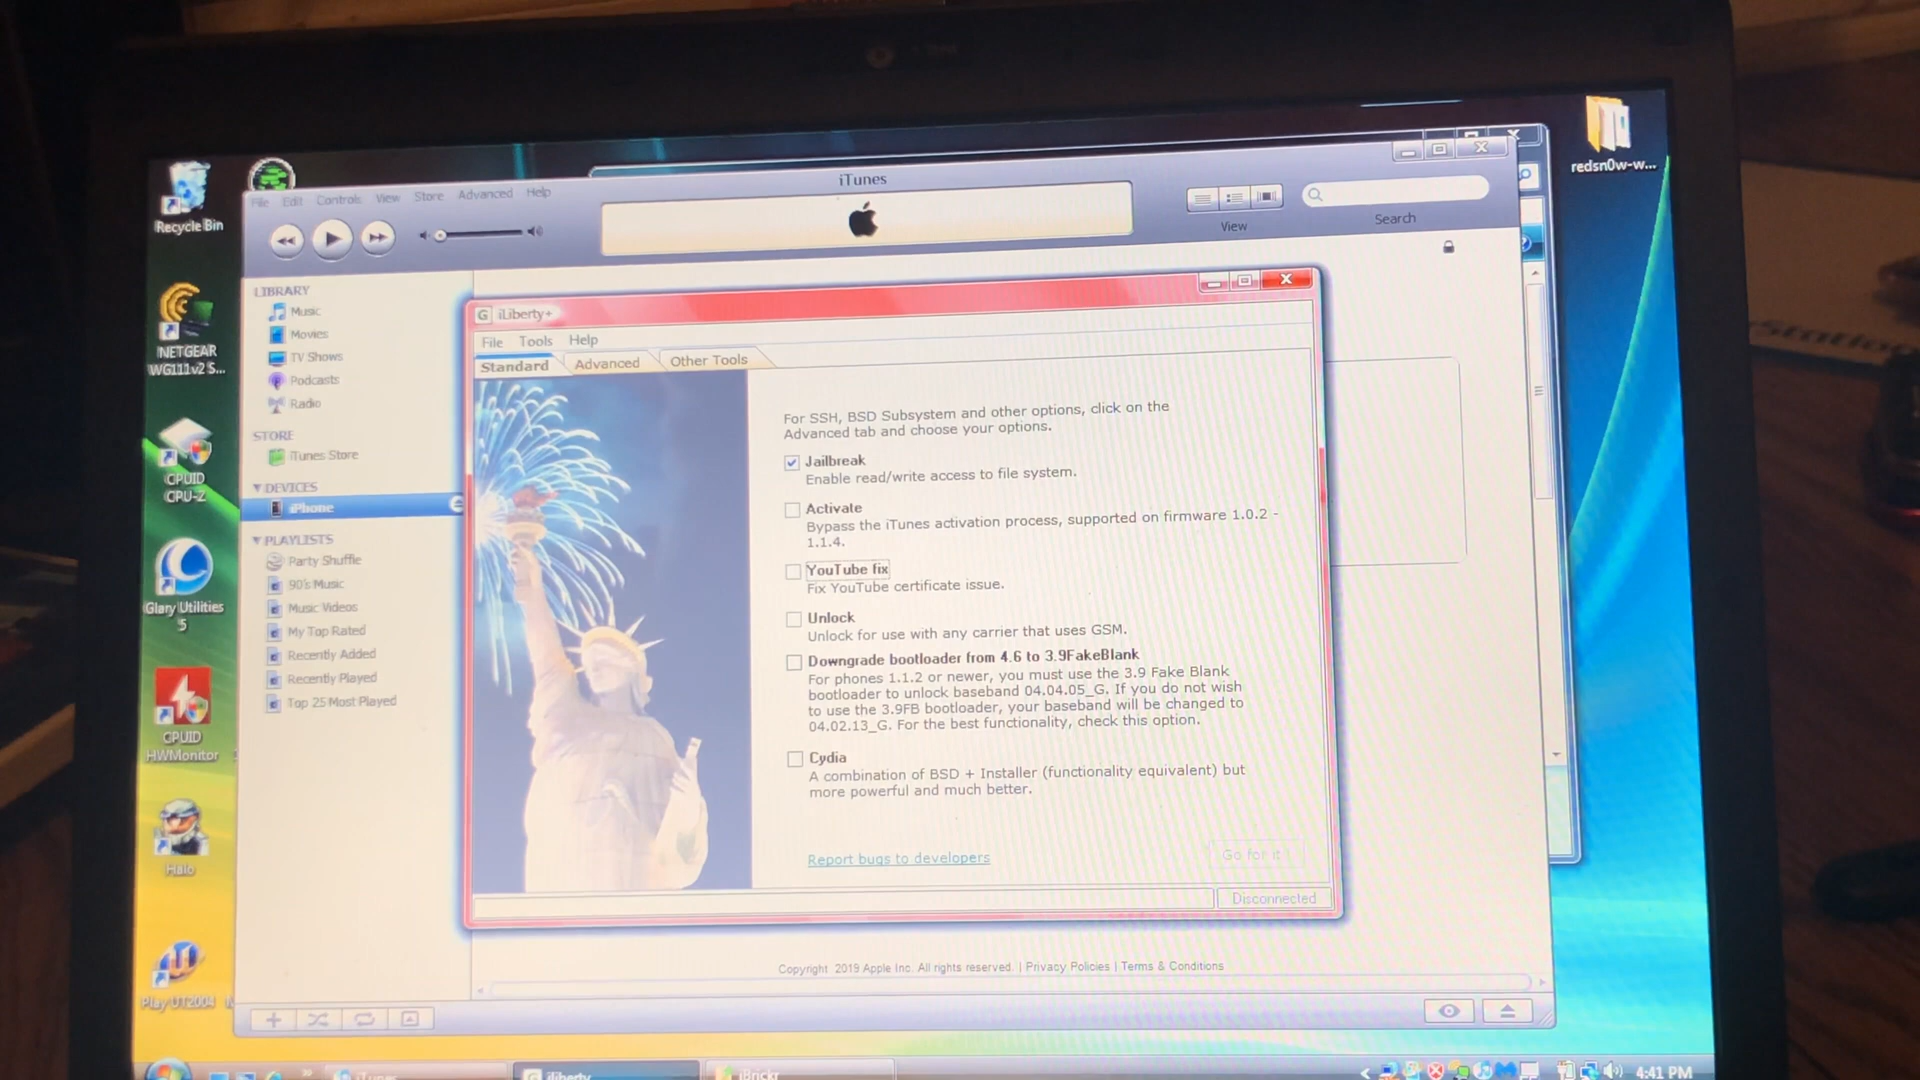 Recycle Bin
NETGEAR
WG111v2 S...
CPUID
CPU-Z
Glary Utilities
5
CPUID
HWMonitor
Halo
Play UT2004
redsn0w-w...
iTunes
File Edit Controls View Store Advanced Help
View
Search
LIBRARY
Music
Movies
TV Shows
Podcasts
Radio
STORE
iTunes Store
DEVICES
iPhone
PLAYLISTS
Party Shuffle
90's Music
Music Videos
My Top Rated
Recently Added
Recently Played
Top 25 Most Played
iLiberty+
File Tools Help
Standard Advanced Other Tools
For SSH, BSD Subsystem and other options, click on the
Advanced tab and choose your options.
Jailbreak
Enable read/write access to file system.
Activate
Bypass the iTunes activation process, supported on firmware 1.0.2 -
1.1.4.
YouTube fix
Fix YouTube certificate issue.
Unlock
Unlock for use with any carrier that uses GSM.
Downgrade bootloader from 4.6 to 3.9FakeBlank
For phones 1.1.2 or newer, you must use the 3.9 Fake Blank
bootloader to unlock baseband 04.04.05_G. If you do not wish
to use the 3.9FB bootloader, your baseband will be changed to
04.02.13_G. For the best functionality, check this option.
Cydia
A combination of BSD + Installer (functionality equivalent) but
more powerful and much better.
Report bugs to developers
Go for it !
Disconnected
Copyright 2019 Apple Inc. All rights reserved. | Privacy Policies | Terms & Conditions
iTunes
iliberty
iBrickr
4:41 PM